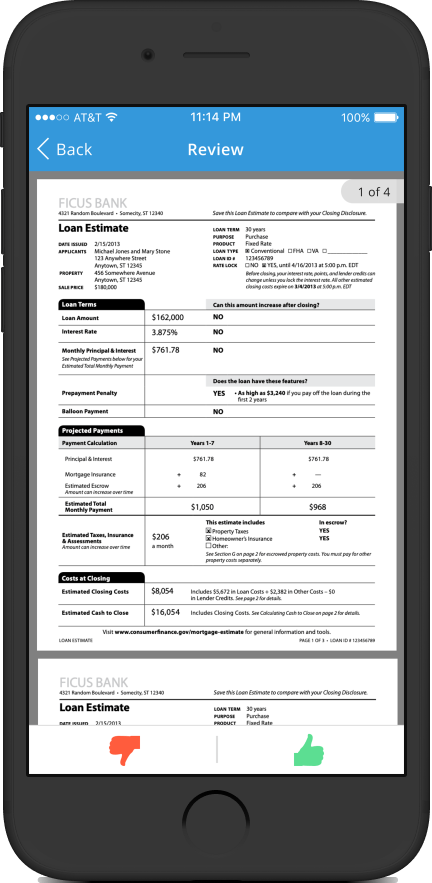 AT&T 11:14 PM 100%
Back Review
1 of 4
FICUS BANK
4321 Random Boulevard • Somecity, ST 12340 Save this Loan Estimate to compare with your Closing Disclosure.
Loan Estimate
LOAN TERM 30 years
PURPOSE Purchase
DATE ISSUED 2/15/2013 PRODUCT Fixed Rate
APPLICANTS Michael Jones and Mary Stone LOAN TYPE ☒ Conventional ☐ FHA ☐ VA ☐ ____________
123 Anywhere Street LOAN ID # 123456789
Anytown, ST 12345 RATE LOCK ☐ NO ☒ YES, until 4/16/2013 at 5:00 p.m. EDT
PROPERTY 456 Somewhere Avenue Before closing, your interest rate, points, and lender credits can
Anytown, ST 12345 change unless you lock the interest rate. All other estimated
SALE PRICE $180,000 closing costs expire on 3/4/2013 at 5:00 p.m. EDT
Loan Terms Can this amount increase after closing?
Loan Amount $162,000 NO
Interest Rate 3.875% NO
Monthly Principal & Interest $761.78 NO
See Projected Payments below for your
Estimated Total Monthly Payment
Does the loan have these features?
Prepayment Penalty YES • As high as $3,240 if you pay off the loan during the
first 2 years
Balloon Payment NO
Projected Payments
Payment Calculation Years 1-7 Years 8-30
Principal & Interest $761.78 $761.78
Mortgage Insurance + 82 + —
Estimated Escrow + 206 + 206
Amount can increase over time
Estimated Total
Monthly Payment $1,050 $968
This estimate includes In escrow?
Estimated Taxes, Insurance
& Assessments
Amount can increase over time
$206
a month
☒ Property Taxes YES
☒ Homeowner's Insurance YES
☐ Other:
See Section G on page 2 for escrowed property costs. You must pay for other
property costs separately.
Costs at Closing
Estimated Closing Costs $8,054 Includes $5,672 in Loan Costs + $2,382 in Other Costs – $0
in Lender Credits. See page 2 for details.
Estimated Cash to Close $16,054 Includes Closing Costs. See Calculating Cash to Close on page 2 for details.
Visit www.consumerfinance.gov/mortgage-estimate for general information and tools.
LOAN ESTIMATE PAGE 1 OF 3 • LOAN ID # 123456789
FICUS BANK
4321 Random Boulevard • Somecity, ST 12340 Save this Loan Estimate to compare with your Closing Disclosure.
Loan Estimate
LOAN TERM 30 years
PURPOSE Purchase
DATE ISSUED 2/15/2013 PRODUCT Fixed Rate